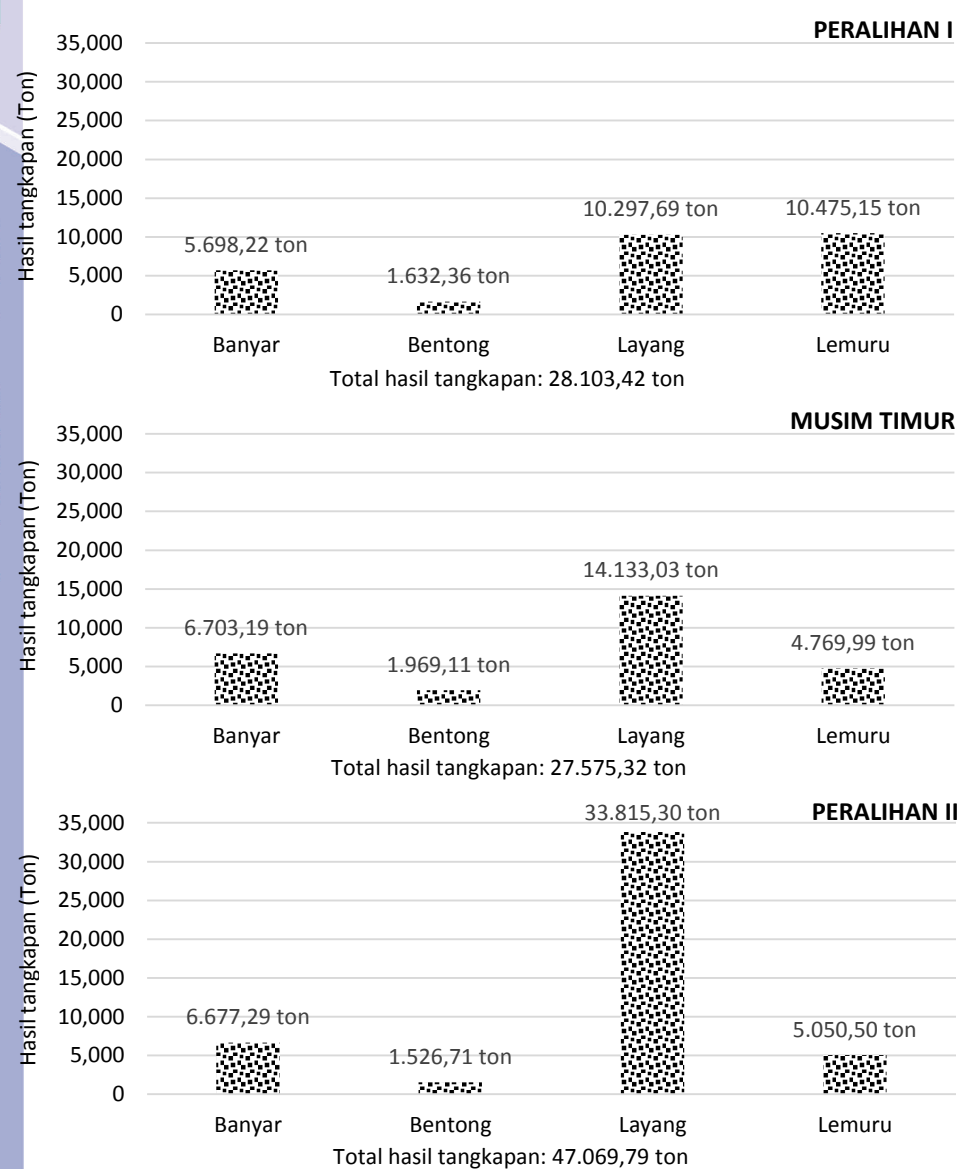 PERALIHAN I
Hasil tangkapan (Ton)
35,000
30,000
25,000
20,000
15,000
10,000
5,000
0
5.698,22 ton
1.632,36 ton
10.297,69 ton
10.475,15 ton
Banyar Bentong Layang Lemuru
Total hasil tangkapan: 28.103,42 ton
MUSIM TIMUR
Hasil tangkapan (Ton)
35,000
30,000
25,000
20,000
15,000
10,000
5,000
0
6.703,19 ton
1.969,11 ton
14.133,03 ton
4.769,99 ton
Banyar Bentong Layang Lemuru
Total hasil tangkapan: 27.575,32 ton
PERALIHAN II
Hasil tangkapan (Ton)
35,000
30,000
25,000
20,000
15,000
10,000
5,000
0
6.677,29 ton
1.526,71 ton
33.815,30 ton
5.050,50 ton
Banyar Bentong Layang Lemuru
Total hasil tangkapan: 47.069,79 ton